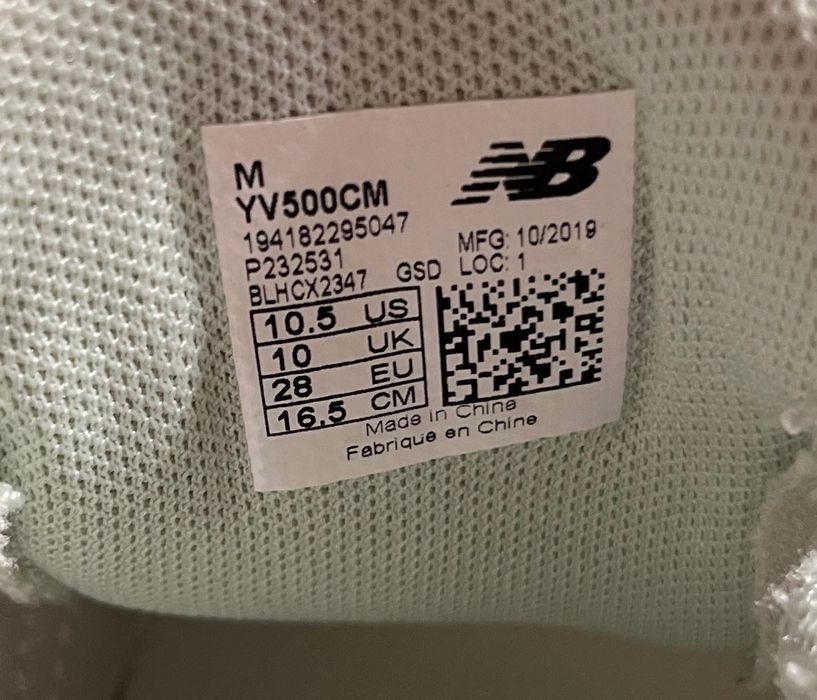 M
YV500CM
NB
194182295047
MFG: 10/2019
P232531
LOC: 1
BLHCX2347 GSD
10.5 US
10 UK
28 EU
16.5 CM
Made in China
Fabrique en Chine